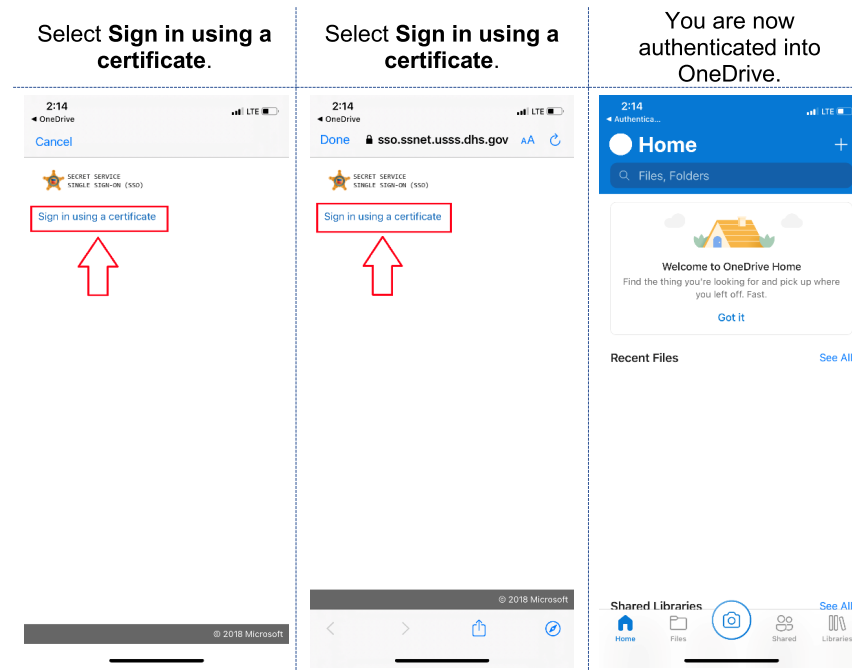 Select Sign in using a
certificate.
2:14
LTE
◀ OneDrive
Cancel
SECRET SERVICE
SINGLE SIGN-ON (SSO)
Sign in using a certificate
© 2018 Microsoft
Select Sign in using a
certificate.
2:14
LTE
◀ OneDrive
Done sso.ssnet.usss.dhs.gov AA
SECRET SERVICE
SINGLE SIGN-ON (SSO)
Sign in using a certificate
© 2018 Microsoft
You are now
authenticated into
OneDrive.
2:14
LTE
◀ Authentica...
Home
Files, Folders
Welcome to OneDrive Home
Find the thing you're looking for and pick up where
you left off. Fast.
Got it
Recent Files See All
Shared Libraries See All
Home Files Shared Libraries